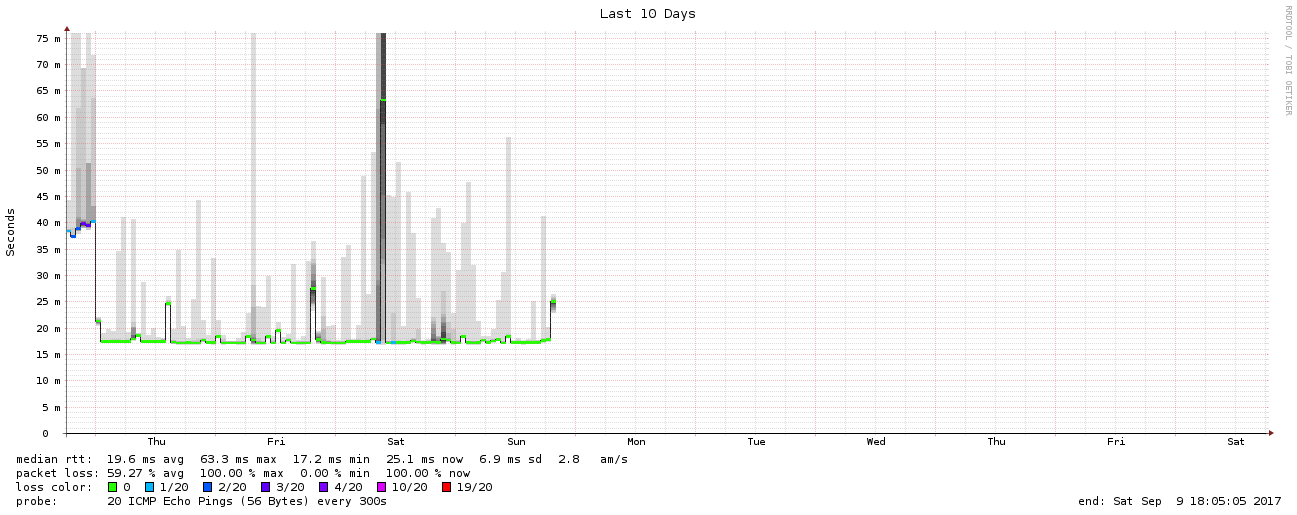 Last 10 Days
RRDTOOL / TOBI OETIKER
Seconds
75 m
70 m
65 m
60 m
55 m
50 m
45 m
40 m
35 m
30 m
25 m
20 m
15 m
10 m
5 m
0
Thu Fri Sat Sun Mon Tue Wed Thu Fri Sat
median rtt: 19.6 ms avg 63.3 ms max 17.2 ms min 25.1 ms now 6.9 ms sd 2.8 am/s
packet loss: 59.27 % avg 100.00 % max 0.00 % min 100.00 % now
loss color: 0 1/20 2/20 3/20 4/20 10/20 19/20
probe: 20 ICMP Echo Pings (56 Bytes) every 300s end: Sat Sep 9 18:05:05 2017